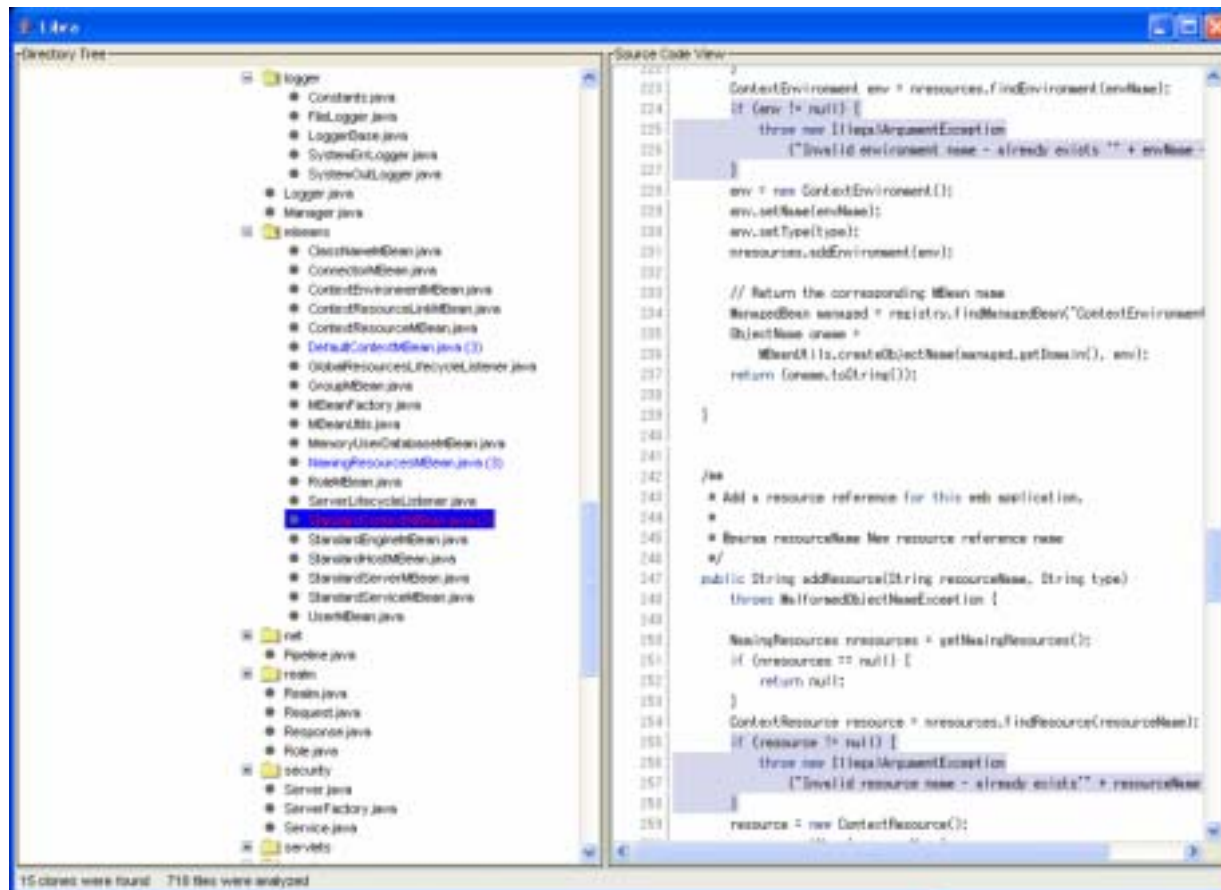 Libra
Directory Tree
logger
Constants.java
FileLogger.java
LoggerBase.java
SystemErrLogger.java
SystemOutLogger.java
Logger.java
Manager.java
mbeans
ClassNameMBean.java
ConnectorMBean.java
ContextEnvironmentMBean.java
ContextResourceLinkMBean.java
ContextResourceMBean.java
DefaultContextMBean.java (3)
GlobalResourcesLifecycleListener.java
GroupMBean.java
MBeanFactory.java
MBeanUtils.java
MemoryUserDatabaseMBean.java
NamingResourcesMBean.java (3)
RoleMBean.java
ServerLifecycleListener.java
StandardContextMBean.java
StandardEngineMBean.java
StandardHostMBean.java
StandardServerMBean.java
StandardServiceMBean.java
UserMBean.java
net
Pipeline.java
realm
Realm.java
Request.java
Response.java
Role.java
security
Server.java
ServerFactory.java
Service.java
servlets
Source Code View
222 }
223 ContextEnvironment env = nresources.findEnvironment(envName);
224 if (env != null) {
225 throw new IllegalArgumentException
226 ("Invalid environment name - already exists '" + envName
227 }
228 env = new ContextEnvironment();
229 env.setName(envName);
230 env.setType(type);
231 nresources.addEnvironment(env);
232
233 // Return the corresponding MBean name
234 ManagedBean managed = registry.findManagedBean("ContextEnvironment
235 ObjectName oname =
236 MBeanUtils.createObjectName(managed.getDomain(), env);
237 return (oname.toString());
238
239 }
240
241
242 /**
243 * Add a resource reference for this web application.
244 *
245 * @param resourceName New resource reference name
246 */
247 public String addResource(String resourceName, String type)
248 throws MalformedObjectNameException {
249
250 NamingResources nresources = getNamingResources();
251 if (nresources == null) {
252 return null;
253 }
254 ContextResource resource = nresources.findResource(resourceName);
255 if (resource != null) {
256 throw new IllegalArgumentException
257 ("Invalid resource name - already exists'" + resourceName
258 }
259 resource = new ContextResource();
15 clones were found 718 files were analyzed